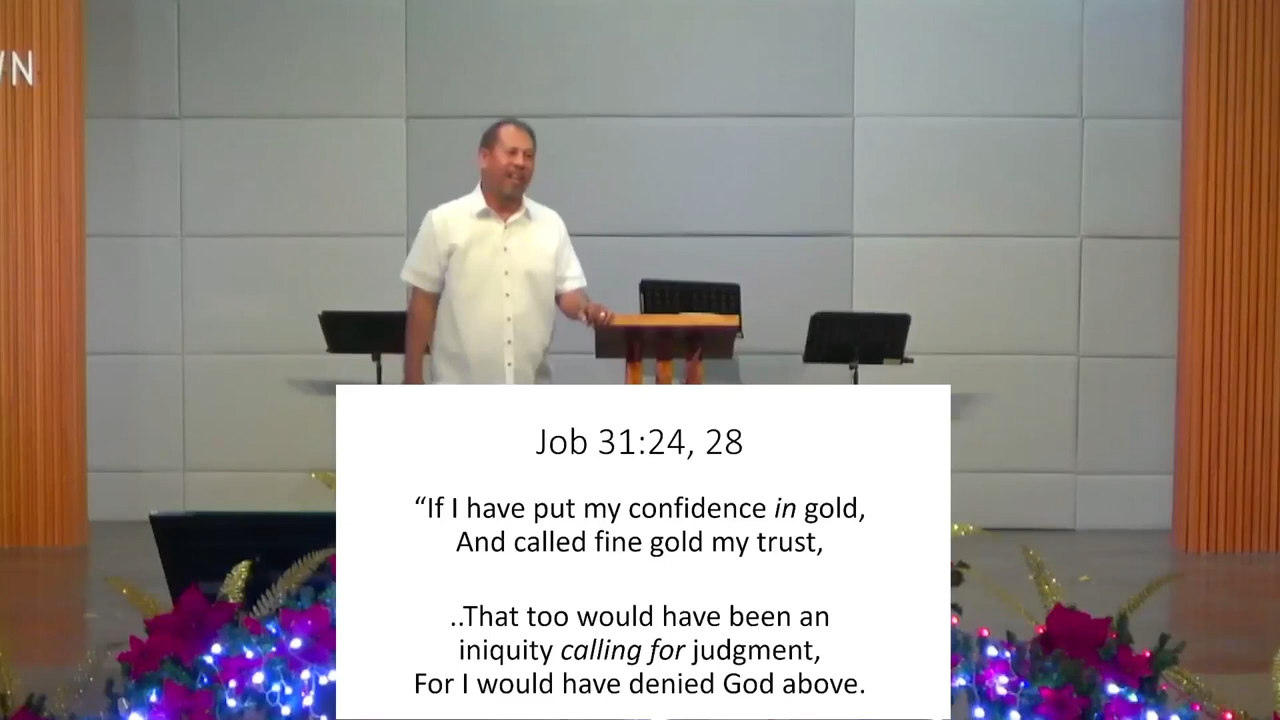 WN
Job 31:24, 28
“If I have put my confidence in gold,
And called fine gold my trust,
..That too would have been an
iniquity calling for judgment,
For I would have denied God above.